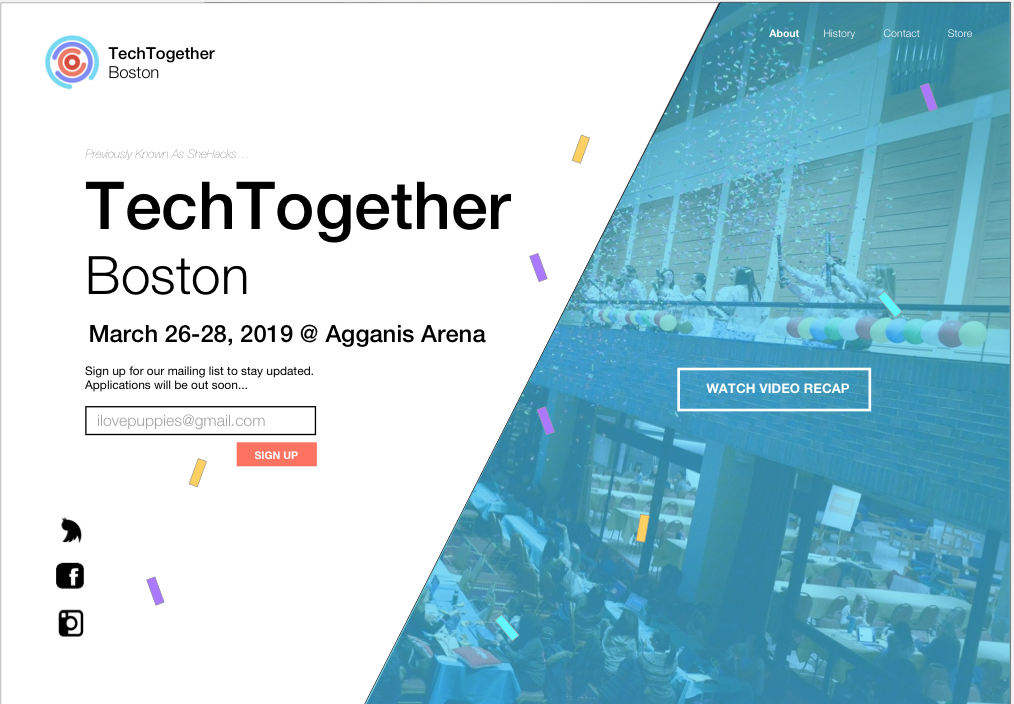 TechTogether
Boston
About History Contact Store
Previously Known As SheHacks...
TechTogether
Boston
March 26-28, 2019 @ Agganis Arena
Sign up for our mailing list to stay updated.
Applications will be out soon...
ilovepuppies@gmail.com
SIGN UP
WATCH VIDEO RECAP